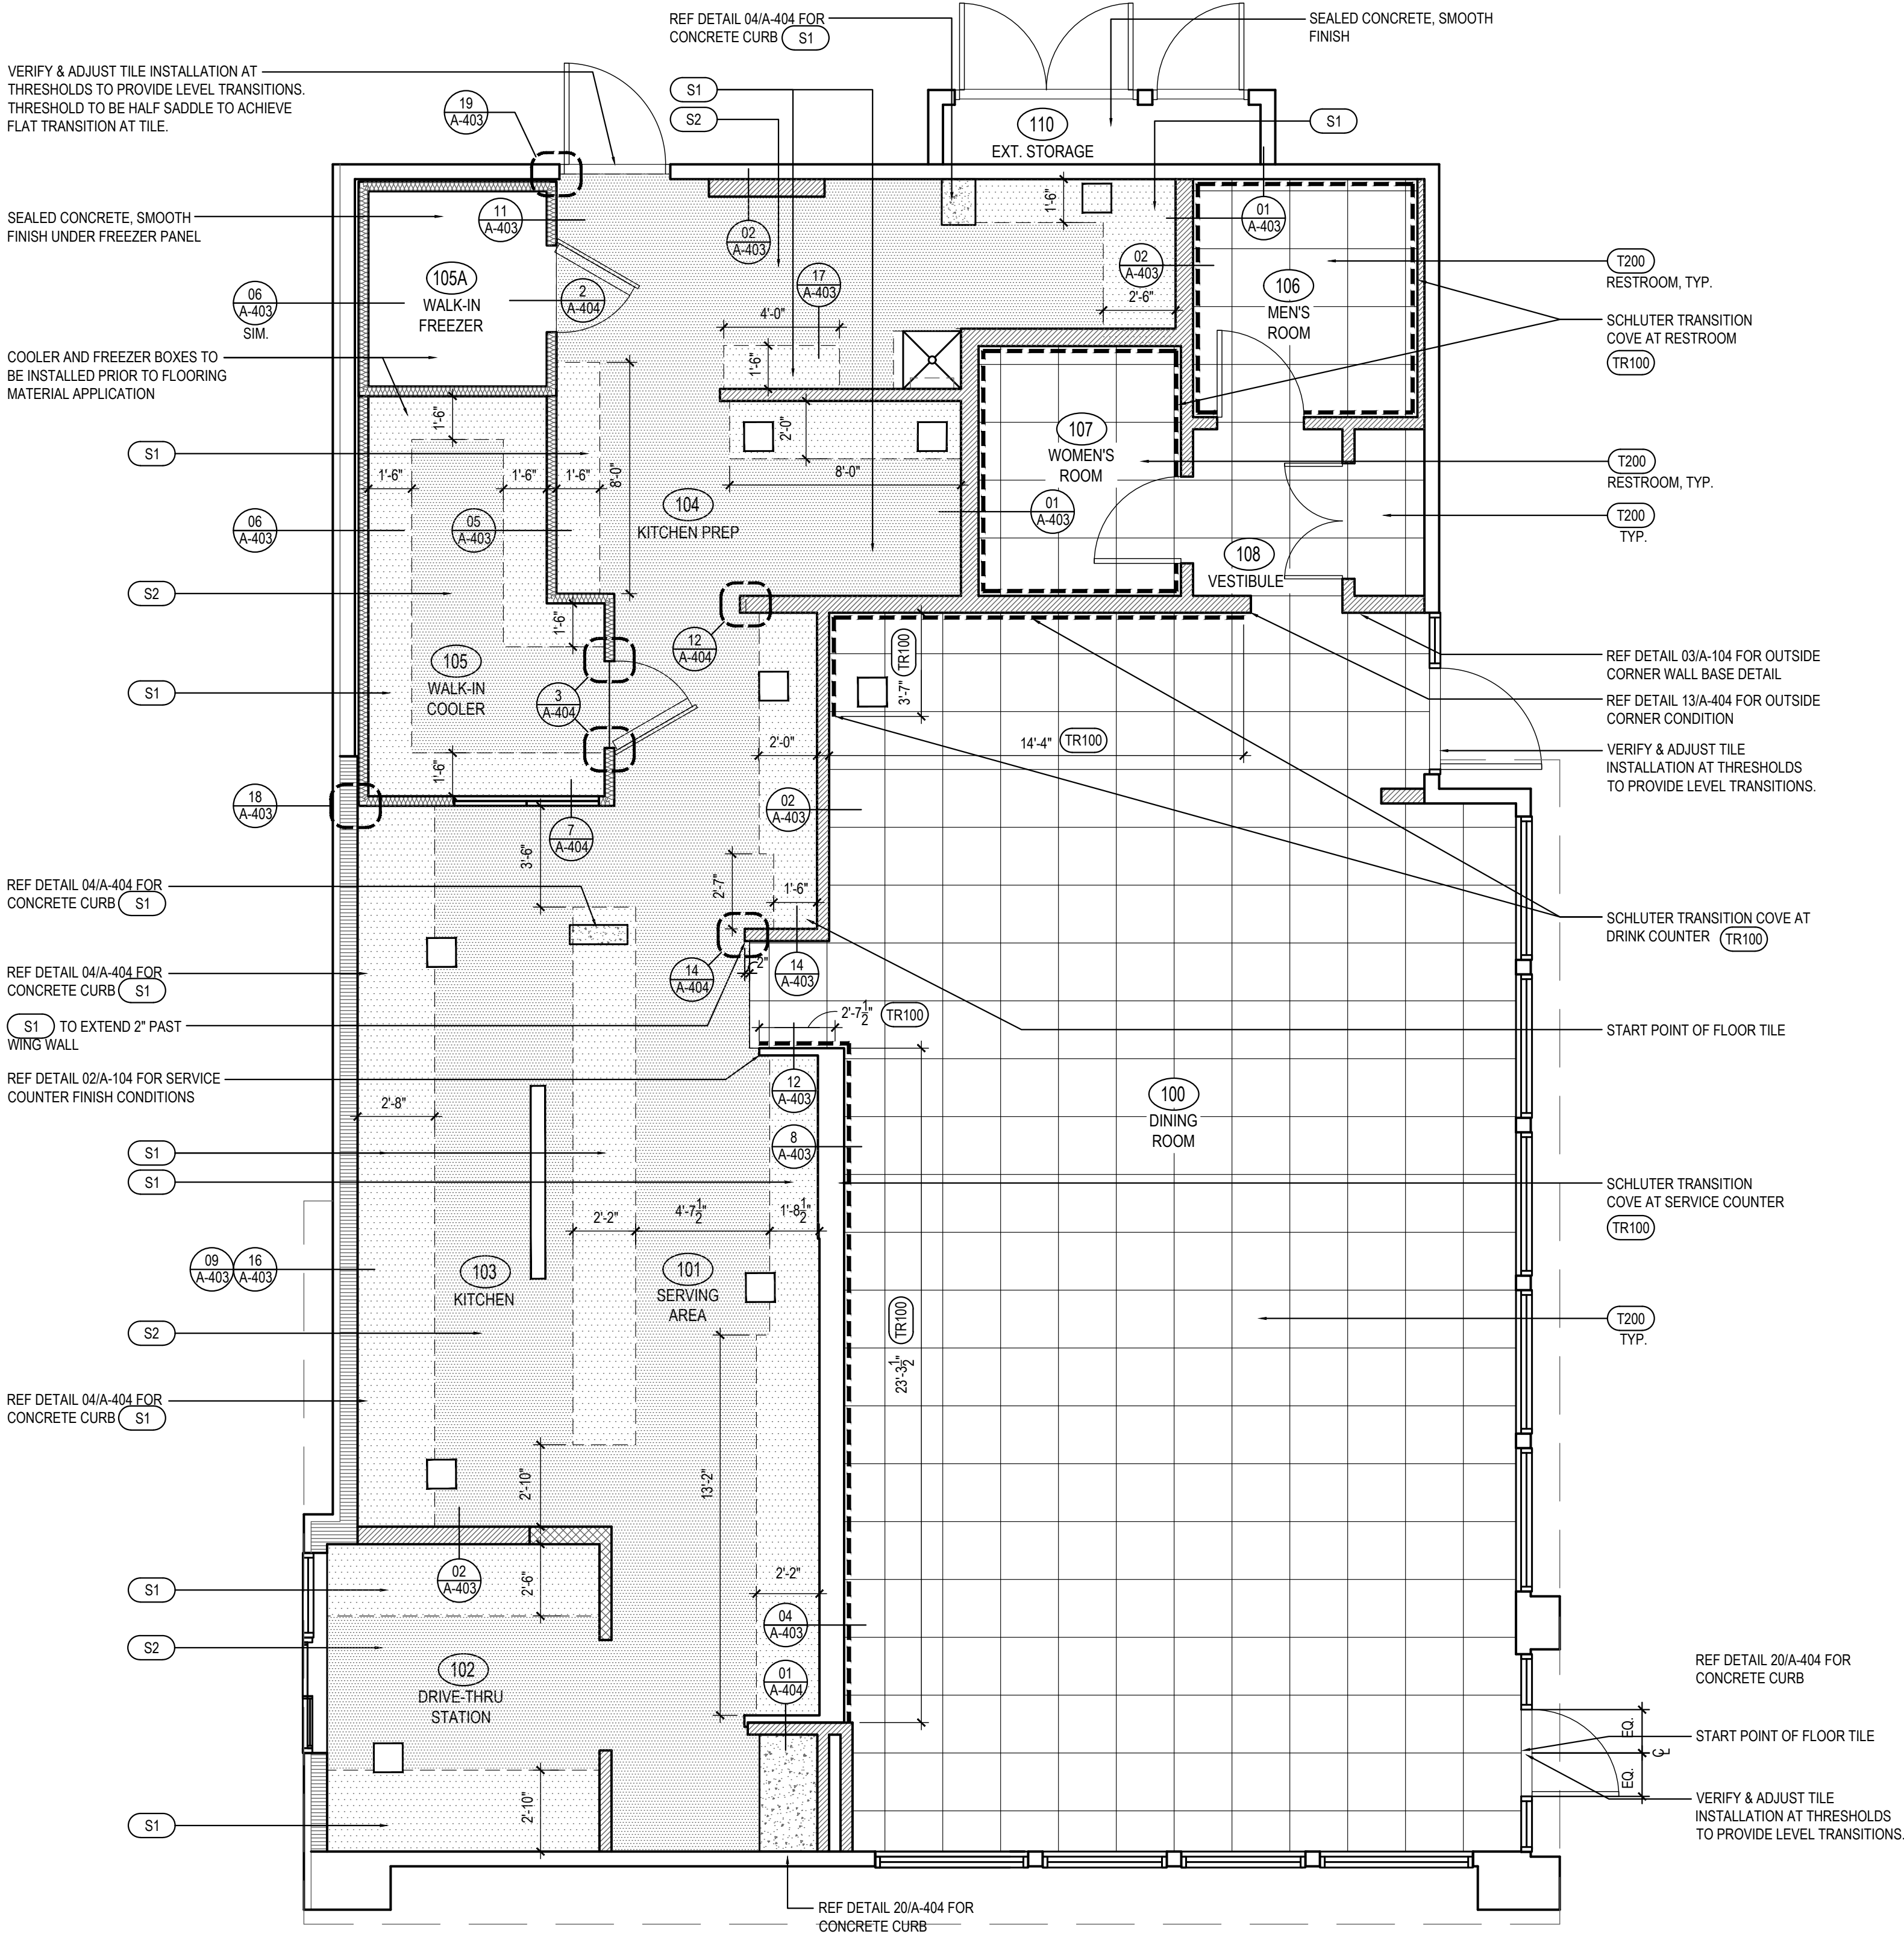 REF DETAIL 04/A-404 FOR
CONCRETE CURB S1
SEALED CONCRETE, SMOOTH
FINISH
VERIFY & ADJUST TILE INSTALLATION AT
THRESHOLDS TO PROVIDE LEVEL TRANSITIONS.
THRESHOLD TO BE HALF SADDLE TO ACHIEVE
FLAT TRANSITION AT TILE.
19
A-403
S1
S2
110
EXT. STORAGE
S1
SEALED CONCRETE, SMOOTH
FINISH UNDER FREEZER PANEL
11
A-403
02
A-403
1'-6"
01
A-403
02
A-403
2'-6"
17
A-403
4'-0"
1'-6"
105A
WALK-IN
FREEZER
2
A-404
06
A-403
SIM.
106
MEN'S
ROOM
T200
RESTROOM, TYP.
SCHLUTER TRANSITION
COVE AT RESTROOM
TR100
COOLER AND FREEZER BOXES TO
BE INSTALLED PRIOR TO FLOORING
MATERIAL APPLICATION
1'-6"
2'-0"
107
WOMEN'S
ROOM
S1
1'-6"
1'-6"
1'-6"
8'-0"
8'-0"
T200
RESTROOM, TYP.
104
KITCHEN PREP
01
A-403
06
A-403
05
A-403
T200
TYP.
108
VESTIBULE
S2
1'-6"
12
A-404
105
WALK-IN
COOLER
S1
3
A-404
3'-7" TR100
REF DETAIL 03/A-104 FOR OUTSIDE
CORNER WALL BASE DETAIL
REF DETAIL 13/A-404 FOR OUTSIDE
CORNER CONDITION
2'-0"
14'-4" TR100
VERIFY & ADJUST TILE
INSTALLATION AT THRESHOLDS
TO PROVIDE LEVEL TRANSITIONS.
1'-6"
18
A-403
02
A-403
7
A-404
3'-6"
2'-7"
1'-6"
REF DETAIL 04/A-404 FOR
CONCRETE CURB S1
SCHLUTER TRANSITION COVE AT
DRINK COUNTER TR100
REF DETAIL 04/A-404 FOR
CONCRETE CURB S1
14
A-404
2"
14
A-403
2'-7 1/2" TR100
S1 TO EXTEND 2" PAST
WING WALL
START POINT OF FLOOR TILE
REF DETAIL 02/A-104 FOR SERVICE
COUNTER FINISH CONDITIONS
2'-8"
12
A-403
100
DINING
ROOM
8
A-403
S1
S1
SCHLUTER TRANSITION
COVE AT SERVICE COUNTER
TR100
2'-2"
4'-7 1/2"
1'-8 1/2"
09
A-403
16
A-403
103
KITCHEN
101
SERVING
AREA
S2
23'-3 1/2" TR100
T200
TYP.
REF DETAIL 04/A-404 FOR
CONCRETE CURB S1
2'-10"
13'-2"
02
A-403
2'-6"
2'-2"
S1
04
A-403
S2
102
DRIVE-THRU
STATION
01
A-404
REF DETAIL 20/A-404 FOR
CONCRETE CURB
EQ.
START POINT OF FLOOR TILE
CL
EQ.
2'-10"
S1
VERIFY & ADJUST TILE
INSTALLATION AT THRESHOLDS
TO PROVIDE LEVEL TRANSITIONS.
REF DETAIL 20/A-404 FOR
CONCRETE CURB